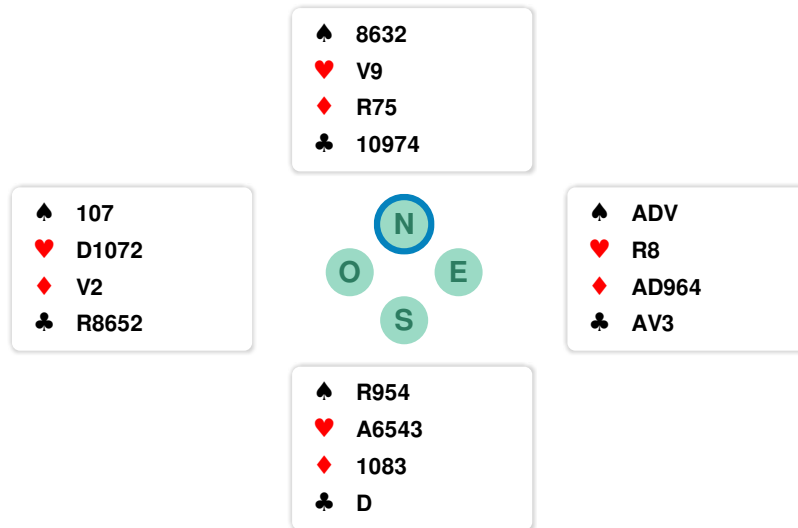 ♠ 8632
♥ V9
♦ R75
♣ 10974
♠ 107
♥ D1072
♦ V2
♣ R8652
N
O
E
S
♠ ADV
♥ R8
♦ AD964
♣ AV3
♠ R954
♥ A6543
♦ 1083
♣ D